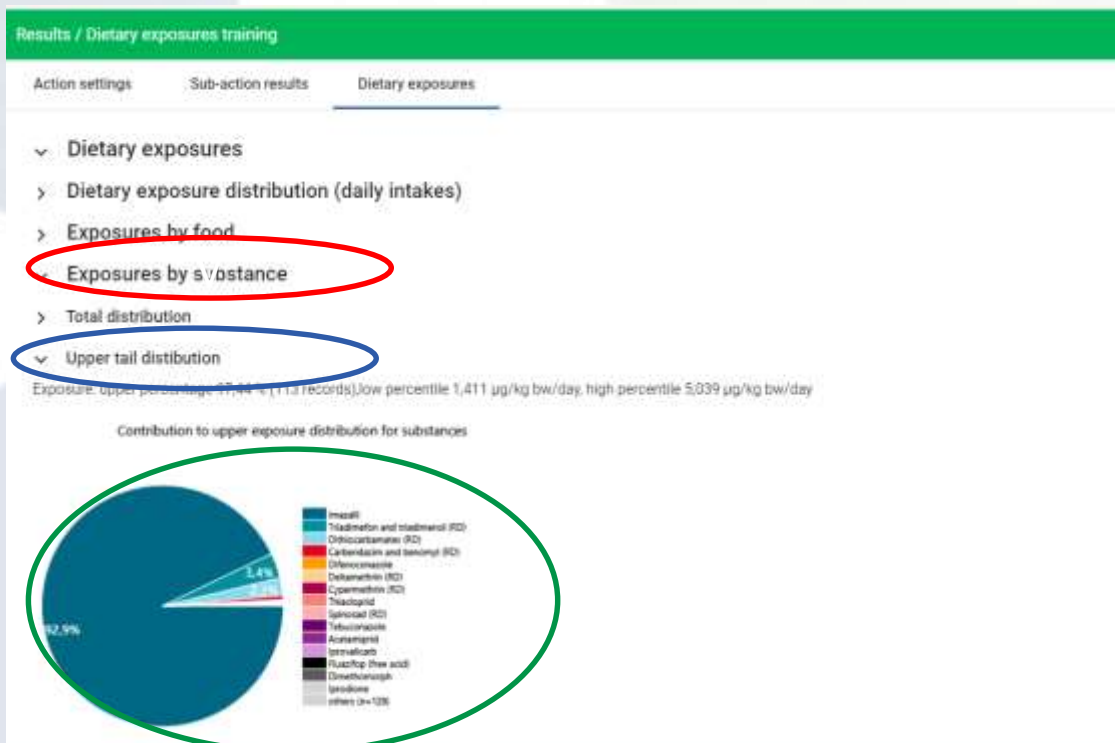 Results / Dietary exposures training
Action settings Sub-action results Dietary exposures
Dietary exposures
Dietary exposure distribution (daily intakes)
Exposures by food
Exposures by substance
Total distribution
Upper tail distibution
Exposure: upper percentage (113 records),low percentile 1,411 µg/kg bw/day, high percentile 5,039 µg/kg bw/day
Contribution to upper exposure distribution for substances
Imazalil
Triadimefon and triadimenol (RD)
Dithiocarbamates (RD)
Carbendazim and benomyl (RD)
Difenoconazole
Deltamethrin (RD)
Cypermethrin (RD)
Thiacloprid
Spinosad (RD)
Tebuconazole
Acetamiprid
Iprovalicarb
Fluazifop (free acid)
Dimethomorph
Iprodione
others
3,4%
92,9%